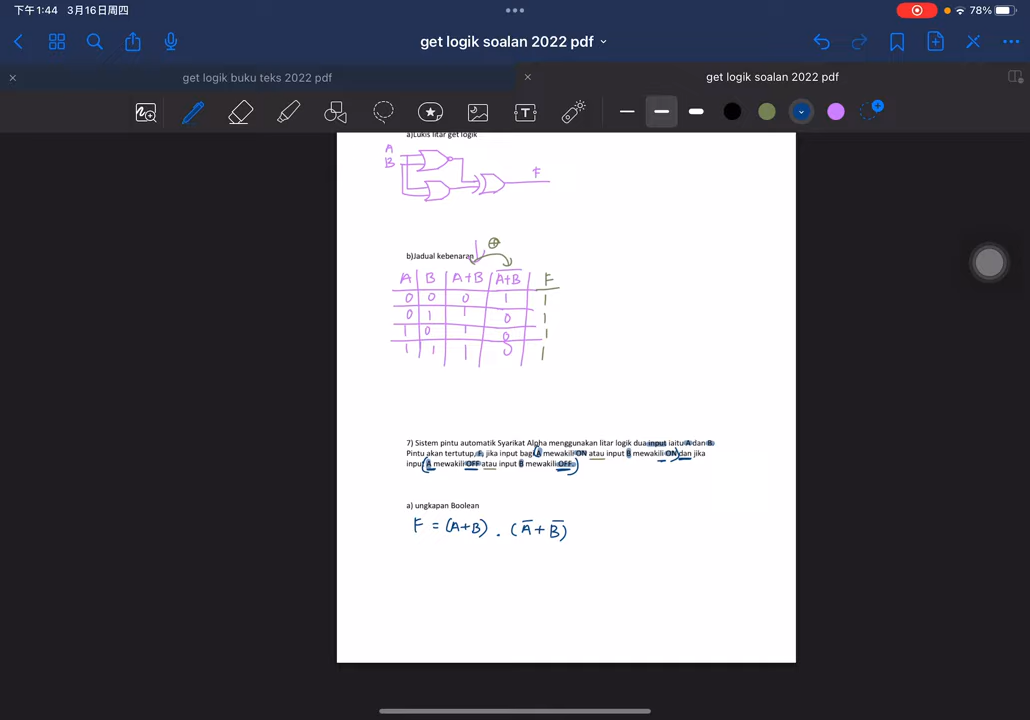 下午1:44 3月16日周四
78%
get logik soalan 2022 pdf
get logik buku teks 2022 pdf
get logik soalan 2022 pdf
a)Lukis litar get logik
A
B
F
b)Jadual kebenaran
⊕
A B A+B \overline{A+B} F
0 0 0 1 1
0 1 1 0 1
1 0 1 0 1
1 1 1 0 1
7) Sistem pintu automatik Syarikat Alpha menggunakan litar logik dua input iaitu A dan B
Pintu akan tertutup, F, jika input bagi A mewakili ON atau input B mewakili ON dan jika
input A mewakili OFF atau input B mewakili OFF.
a) ungkapan Boolean
F = (A+B) . (A̅ + B̅)